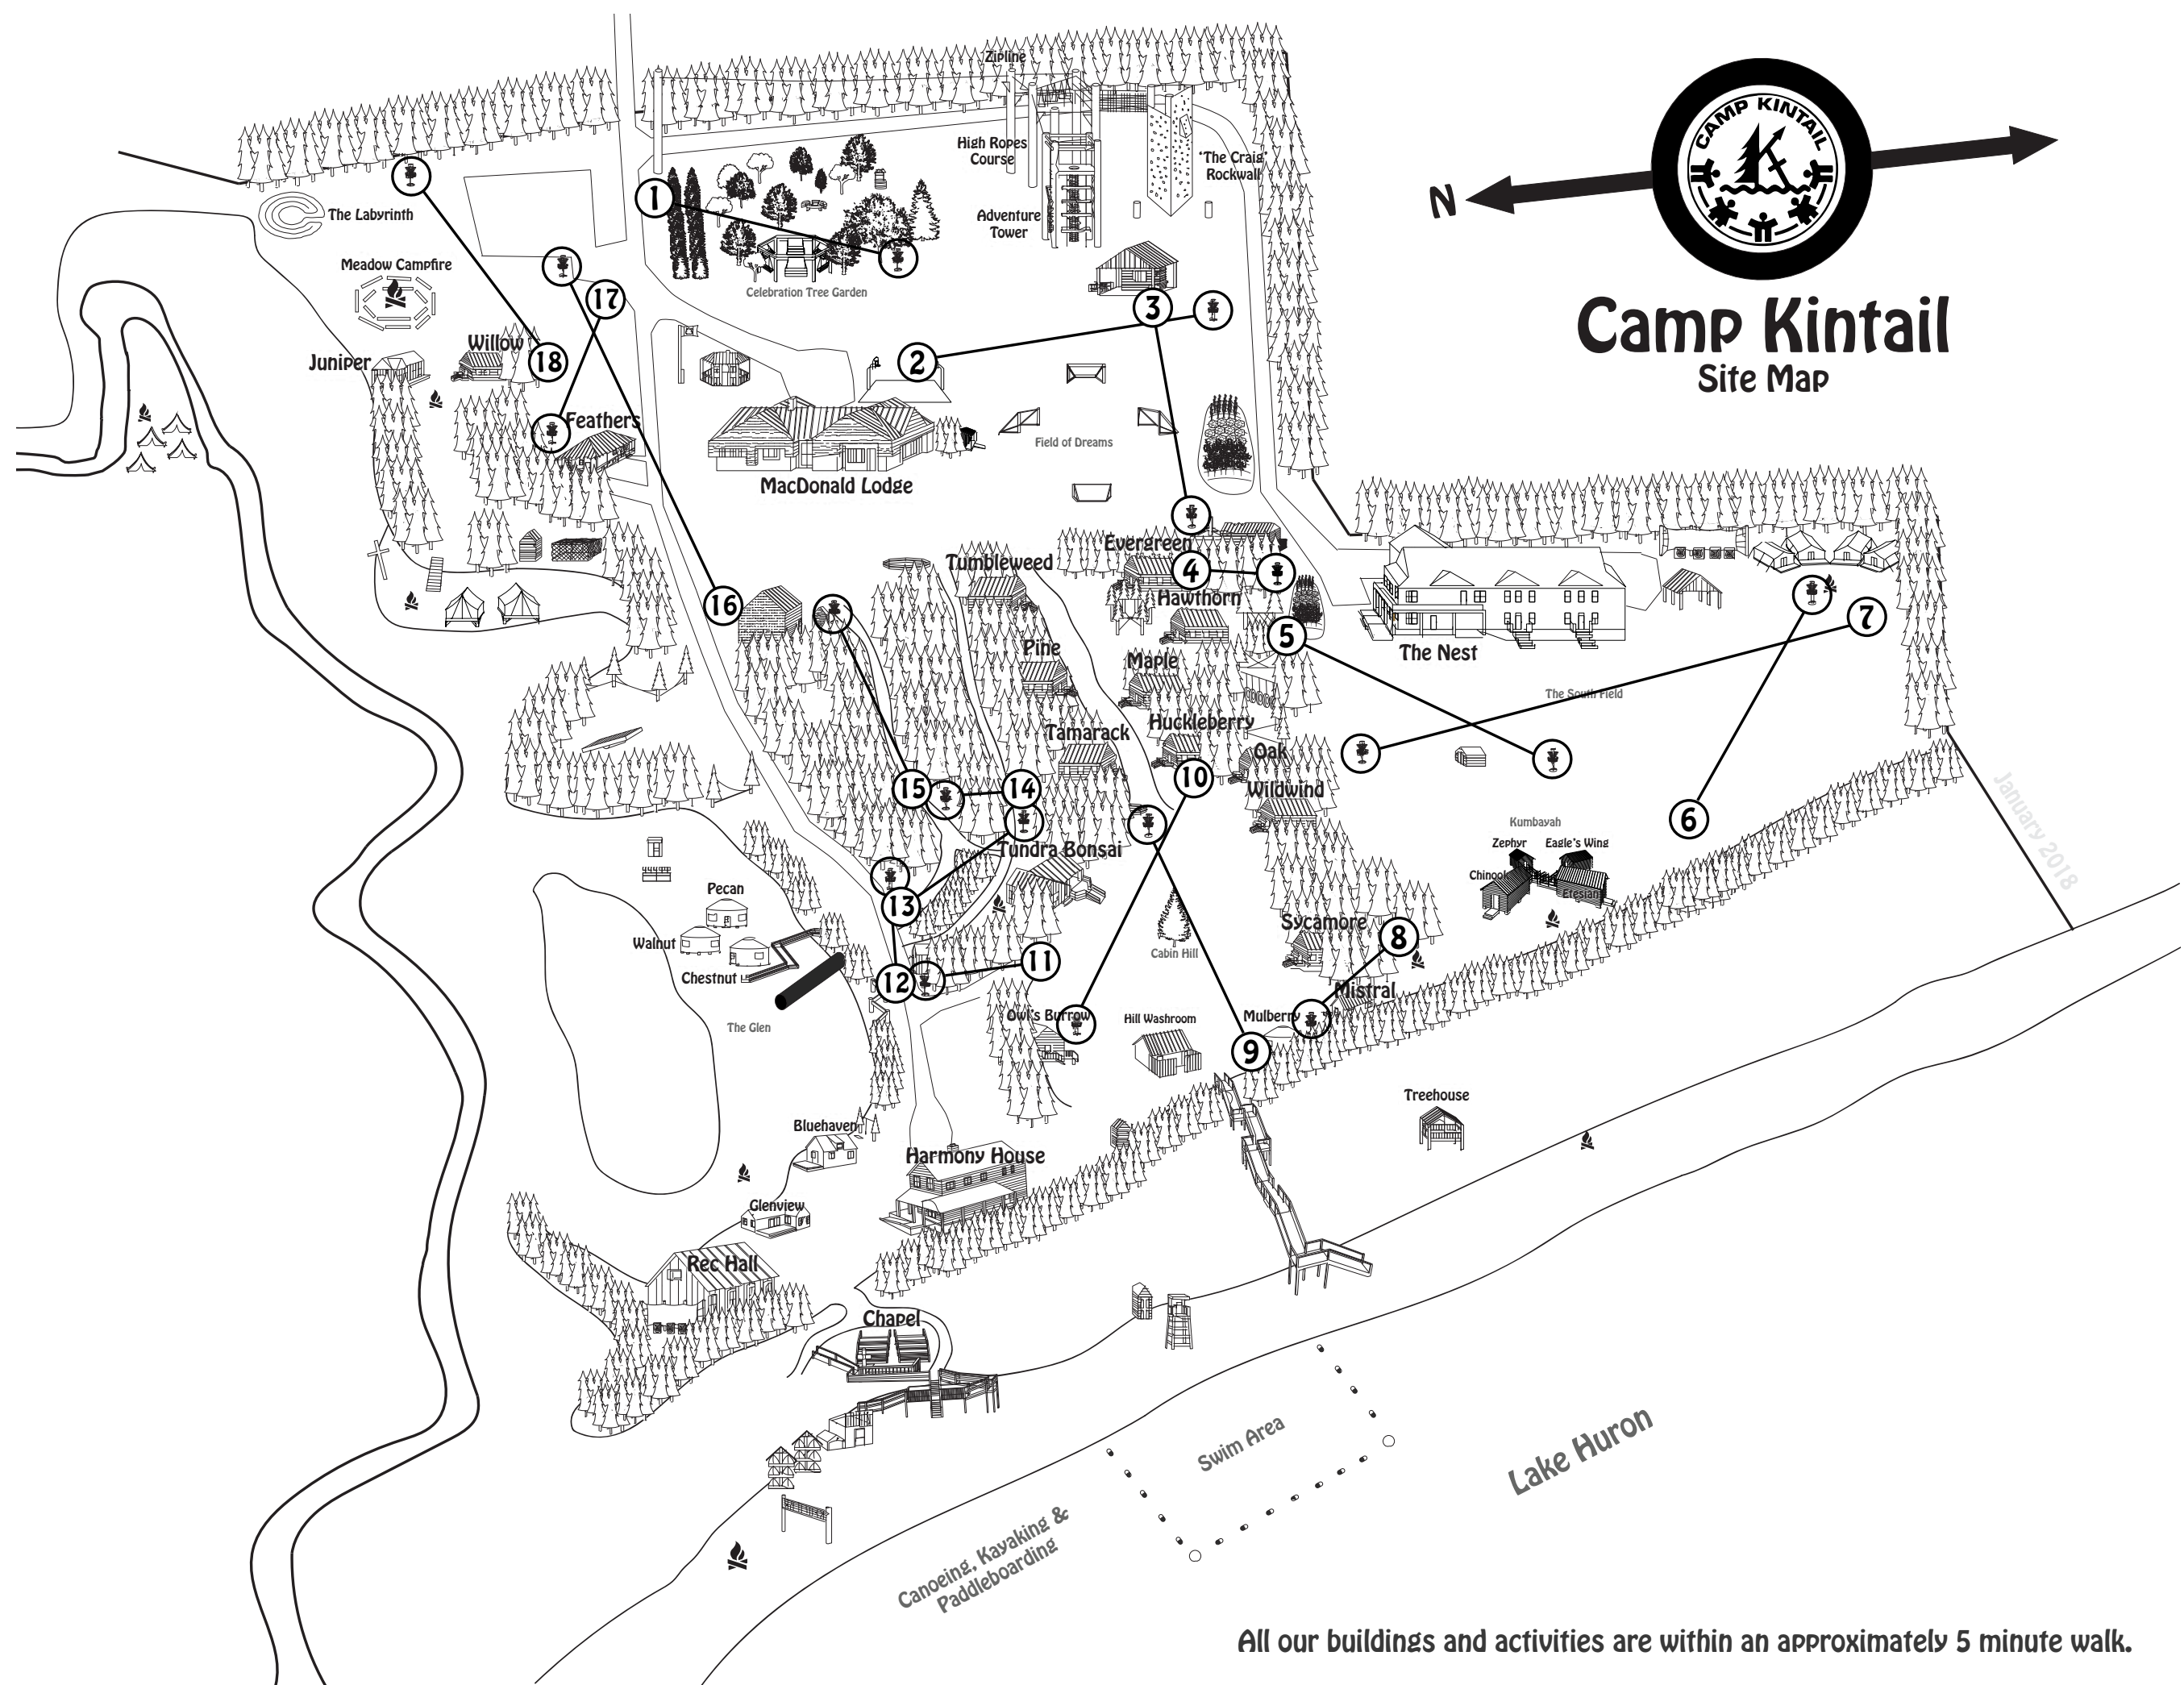 Zipline
High Ropes
Course
"The Craig"
Rockwall
Adventure
Tower
CAMP KINTAIL
N
Camp Kintail
Site Map
The Labyrinth
1
Celebration Tree Garden
Meadow Campfire
17
3
2
Willow
Juniper
18
Feathers
Field of Dreams
MacDonald Lodge
Evergreen
Tumbleweed
4
Hawthorn
16
5
7
The Nest
Pine
Maple
The South Field
Huckleberry
Tamarack
Oak
10
15
14
Wildwind
6
January 2018
Kumbayah
Tundra Bonsai
Zephyr
Eagle's Wing
Chinook
Etesian
Pecan
13
Walnut
Sycamore
8
Cabin Hill
Chestnut
12
11
Mistral
The Glen
Owl's Burrow
Hill Washroom
Mulberry
9
Treehouse
Bluehaven
Harmony House
Glenview
Rec Hall
Chapel
Swim Area
Lake Huron
Canoeing, Kayaking &
Paddleboarding
All our buildings and activities are within an approximately 5 minute walk.